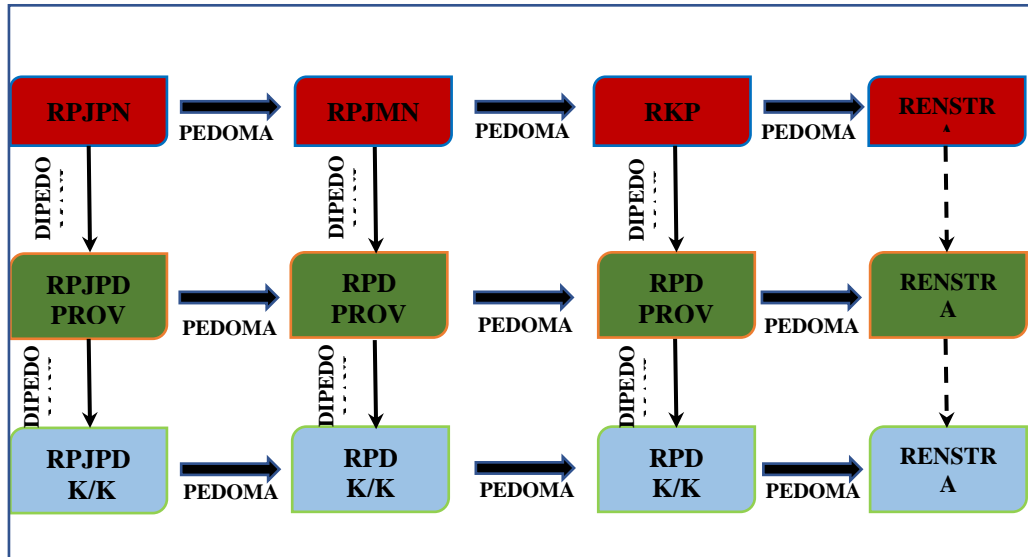 RPJPN
RPJMN
RKP
RENSTR
PEDOMA
PEDOMA
PEDOMA
DIPEDO
DIPEDO
DIPEDO
RPJPD
PROV
RPD
PROV
RPD
PROV
RENSTR
A
PEDOMA
PEDOMA
PEDOMA
DIPEDO
DIPEDO
DIPEDO
RPJPD
K/K
RPD
K/K
RPD
K/K
RENSTR
A
PEDOMA
PEDOMA
PEDOMA